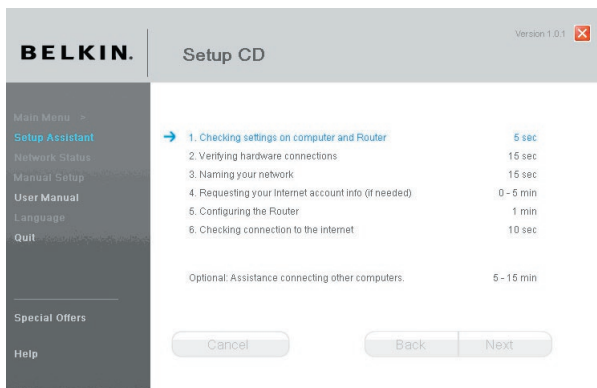 BELKIN.
Setup CD
Version 1.0.1
Main Menu >
Setup Assistant
Network Status
Manual Setup
User Manual
Language
Quit
Special Offers
Help
1. Checking settings on computer and Router 5 sec
2. Verifying hardware connections 15 sec
3. Naming your network 15 sec
4. Requesting your Internet account info (if needed) 0 - 5 min
5. Configuring the Router 1 min
6. Checking connection to the internet 10 sec
Optional: Assistance connecting other computers. 5 - 15 min
Cancel
Back
Next